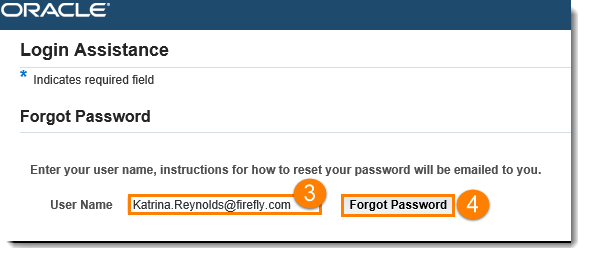 ORACLE
Login Assistance
* Indicates required field
Forgot Password
Enter your user name, instructions for how to reset your password will be emailed to you.
User Name Katrina.Reynolds@firefly.com 3 Forgot Password 4